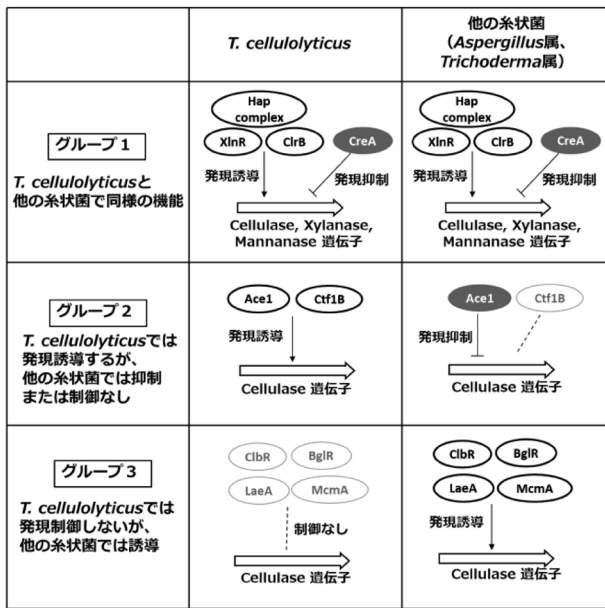 T. cellulolyticus
他の糸状菌
（Aspergillus属、
Trichoderma属）
グループ１
T. cellulolyticusと
他の糸状菌で同様の機能
Hap
complex
XlnR
ClrB
CreA
発現誘導
発現抑制
Cellulase, Xylanase,
Mannanase 遺伝子
Hap
complex
XlnR
ClrB
CreA
発現誘導
発現抑制
Cellulase, Xylanase,
Mannanase 遺伝子
グループ２
T. cellulolyticusでは
発現誘導するが、
他の糸状菌では抑制
または制御なし
Ace1
Ctf1B
発現誘導
Cellulase 遺伝子
Ace1
Ctf1B
発現抑制
Cellulase 遺伝子
グループ３
T. cellulolyticusでは
発現制御しないが、
他の糸状菌では誘導
ClbR
BglR
LaeA
McmA
制御なし
Cellulase 遺伝子
ClbR
BglR
LaeA
McmA
発現誘導
Cellulase 遺伝子